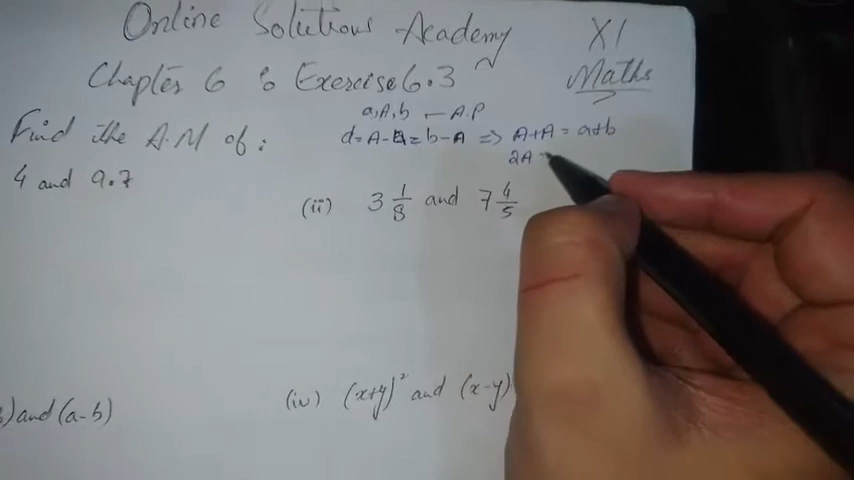 Online Solutions Academy XI
Chapter 6 : Exercise 6.3 Maths
a, A, b ← A.P
Find the A.M of :
d = A - a = b - A ⇒ A + A = a + b
2A =
4 and 9.7
(ii) 3 1/8 and 7 4/5
) and (a-b)
(iv) (x+y)² and (x-y)